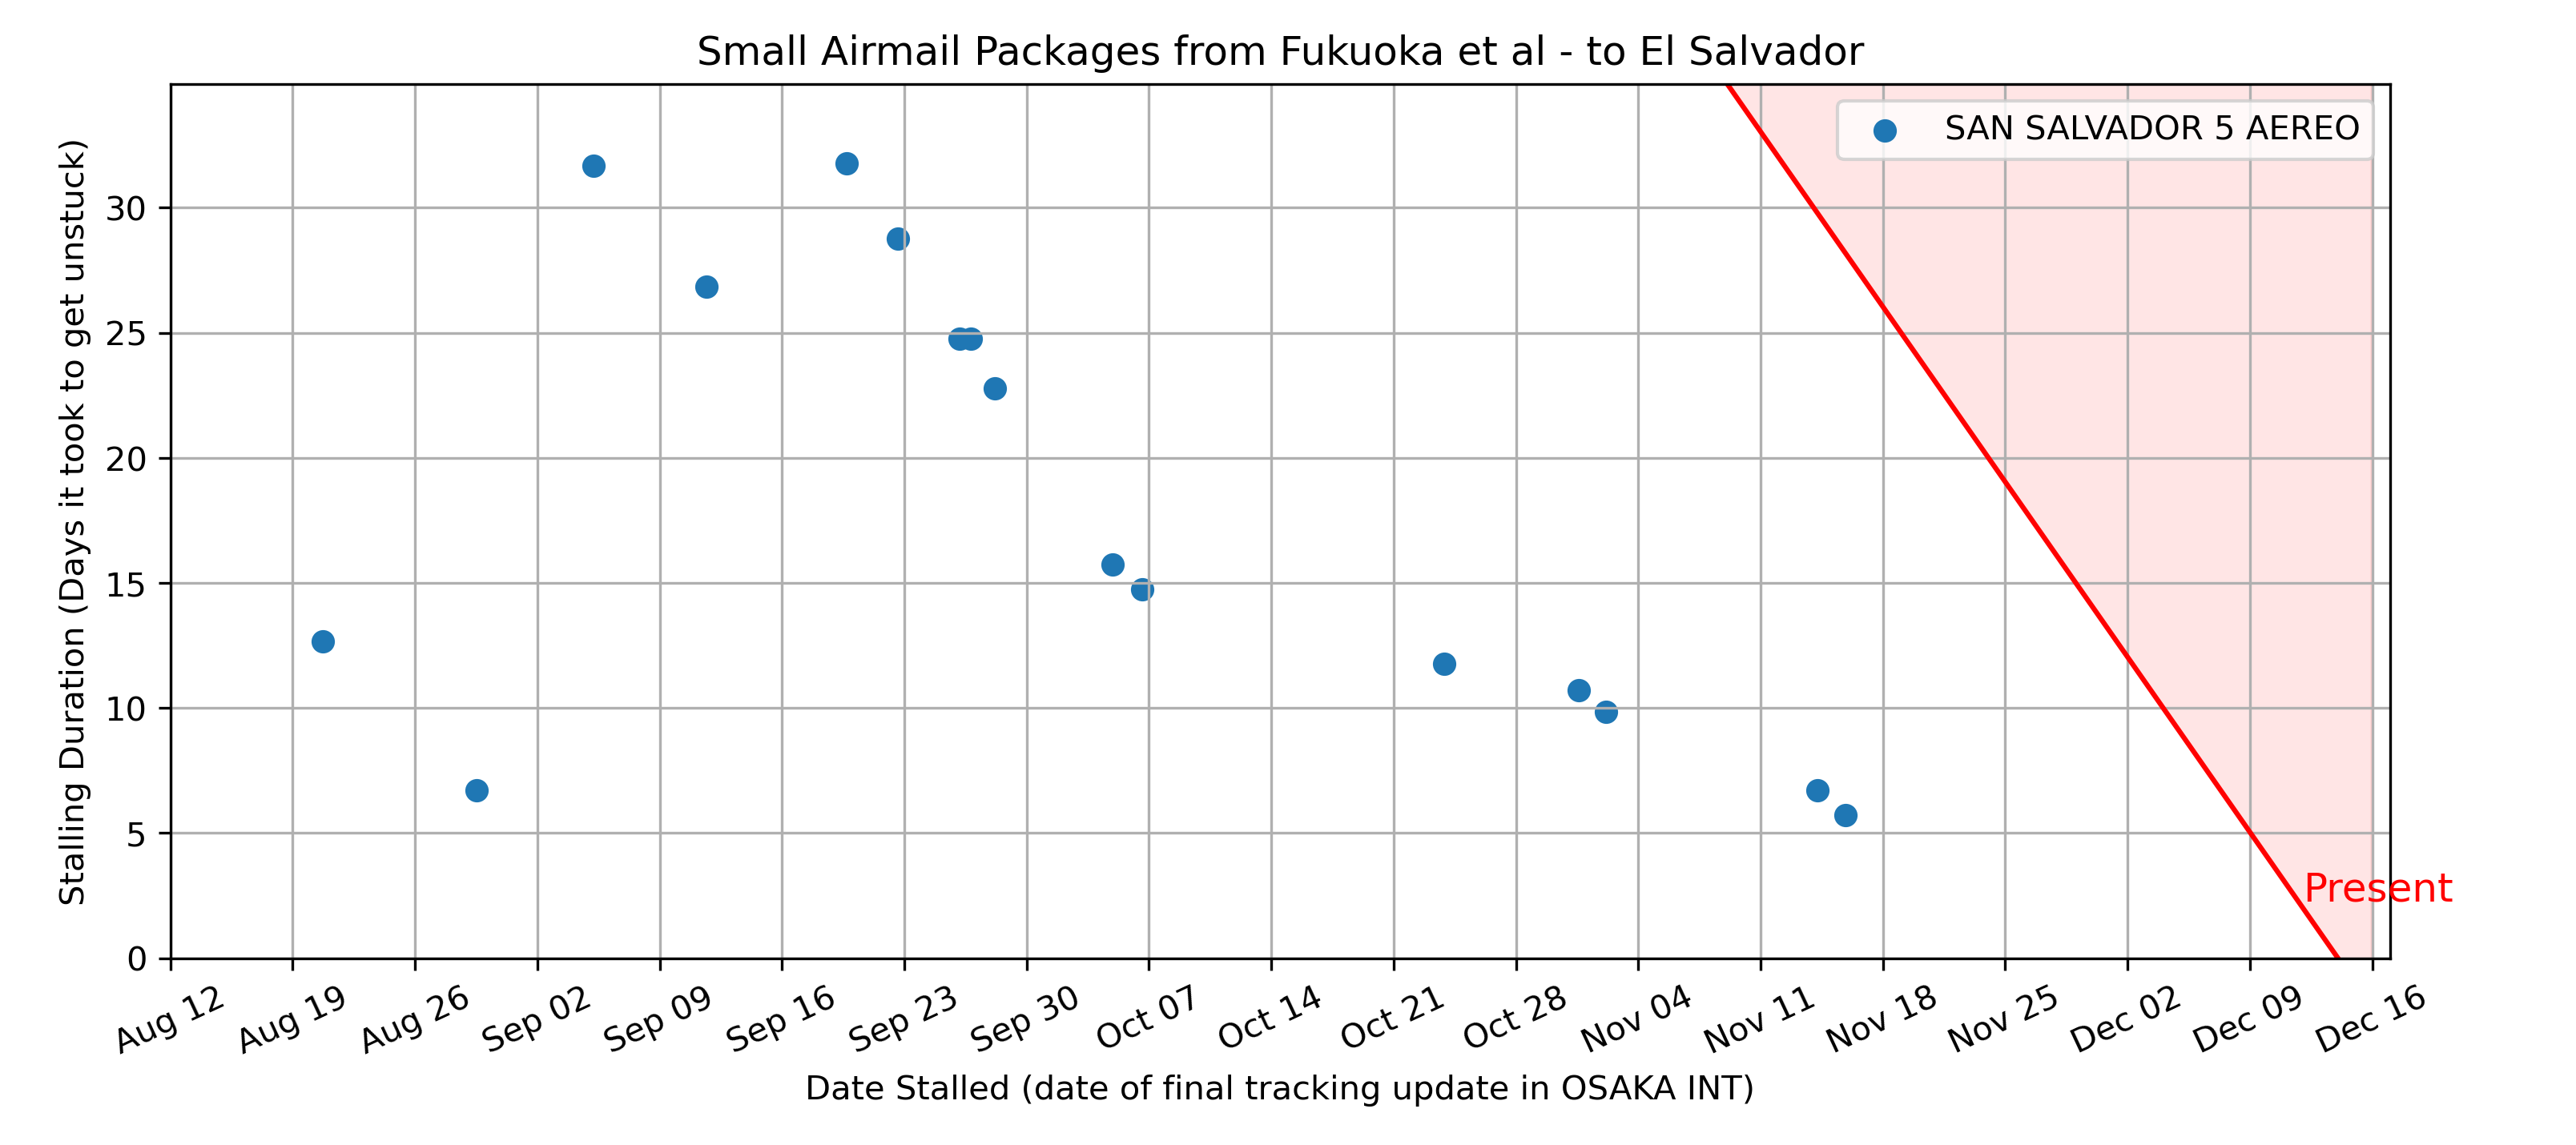 Small Airmail Packages from Fukuoka et al - to El Salvador
SAN SALVADOR 5 AEREO
Stalling Duration (Days it took to get unstuck)
30
25
20
15
10
5
0
Present
Aug 12
Aug 19
Aug 26
Sep 02
Sep 09
Sep 16
Sep 23
Sep 30
Oct 07
Oct 14
Oct 21
Oct 28
Nov 04
Nov 11
Nov 18
Nov 25
Dec 02
Dec 09
Dec 16
Date Stalled (date of final tracking update in OSAKA INT)